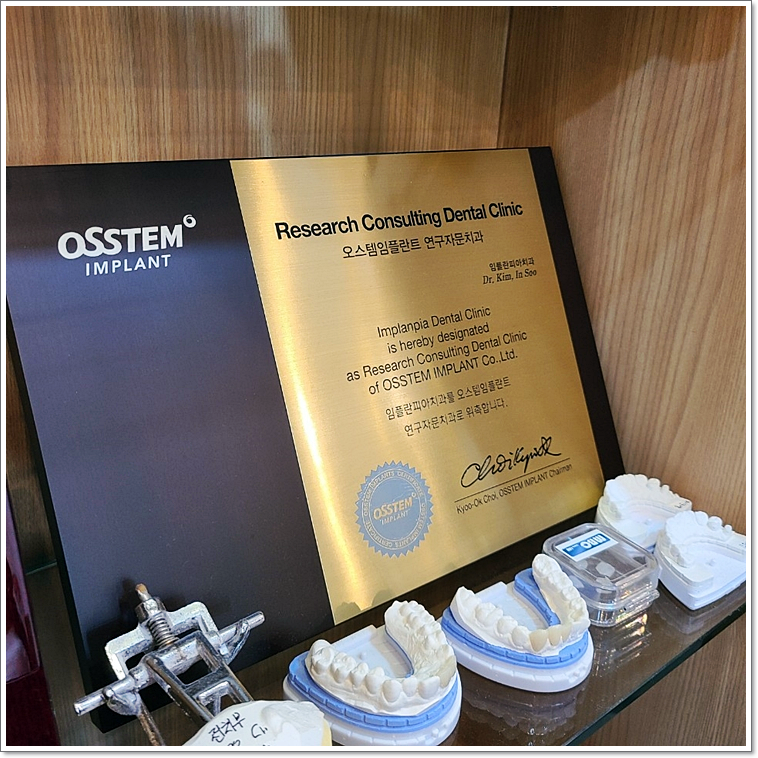 OSSTEM
IMPLANT
Research Consulting Dental Clinic
오스템임플란트 연구자문치과
임플란피아치과
Dr. Kim, In Soo
Implanpia Dental Clinic
is hereby designated
as Research Consulting Dental Clinic
of OSSTEM IMPLANT Co.,Ltd.
임플란피아치과를 오스템임플란트
연구자문치과로 위촉합니다.
Kyoo-Ok Choi, OSSTEM IMPLANT Chairman
OSSTEM IMPLANTS CERTIFICATE
OSSTEM
IMPLANT